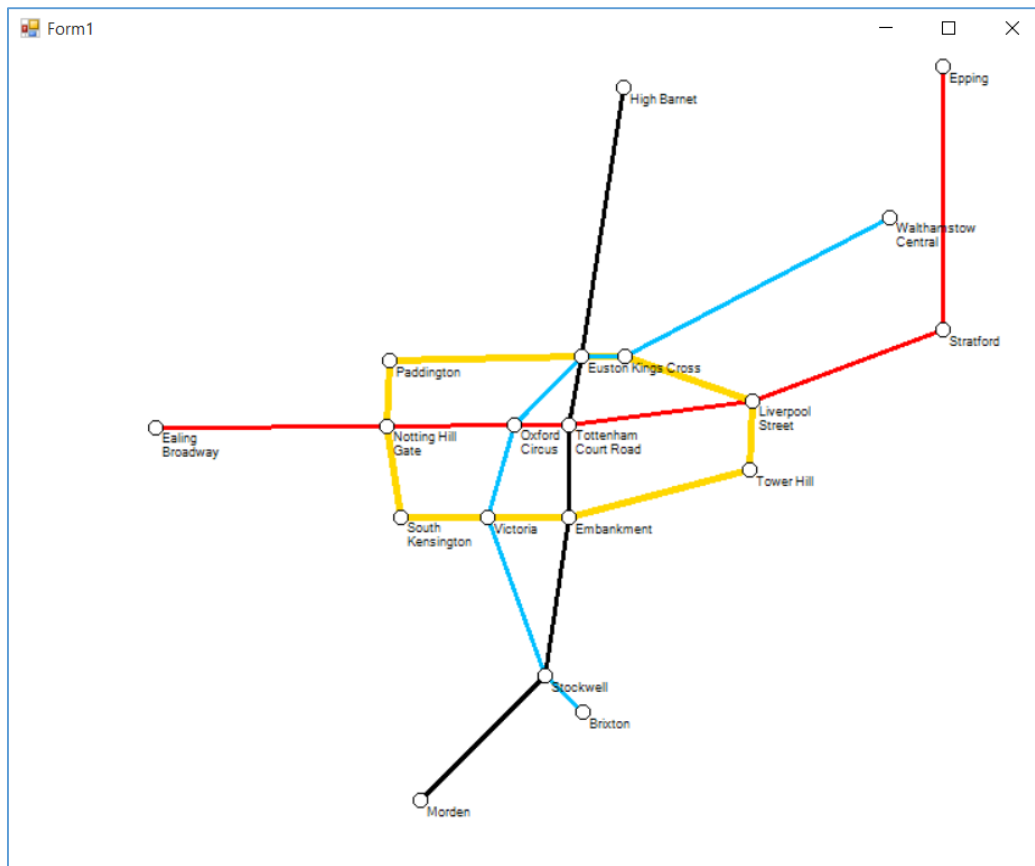 Form1
Epping
High Barnet
Walthamstow
Central
Stratford
Euston
Kings Cross
Paddington
Liverpool
Street
Ealing
Broadway
Notting Hill
Gate
Oxford
Circus
Tottenham
Court Road
Tower Hill
South
Kensington
Victoria
Embankment
Stockwell
Brixton
Morden